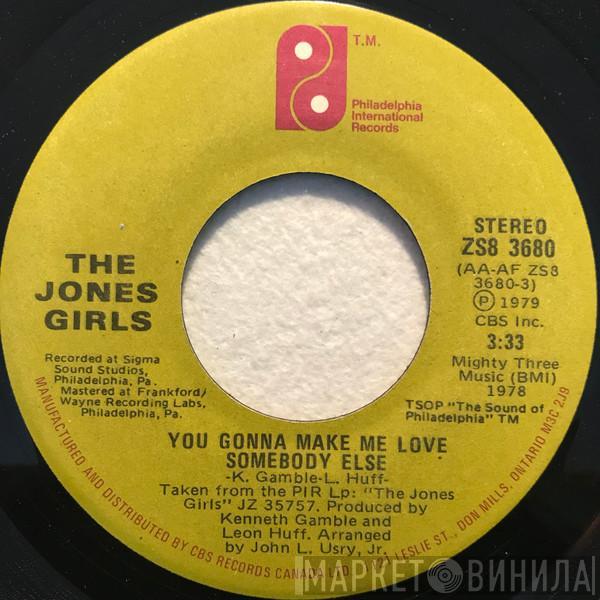 T.M.
Philadelphia
International
Records
THE
JONES
GIRLS
STEREO
ZS8 3680
(AA-AF ZS8
3680-3)
Ⓟ 1979
CBS Inc.
3:33
Mighty Three
Music (BMI)
1978
TSOP "The Sound of
Philadelphia" TM
Recorded at Sigma
Sound Studios,
Philadelphia, Pa.
Mastered at Frankford/
Wayne Recording Labs,
Philadelphia, Pa.
YOU GONNA MAKE ME LOVE
SOMEBODY ELSE
-K. Gamble-L. Huff-
Taken from the PIR Lp: "The Jones
Girls" JZ 35757. Produced by
Kenneth Gamble and
Leon Huff. Arranged
by John L. Usry, Jr.
MANUFACTURED AND DISTRIBUTED BY CBS RECORDS CANADA LTD. 1121 LESLIE ST., DON MILLS, ONTARIO M3C 2J9
МАРКЕТ ВИНИЛА